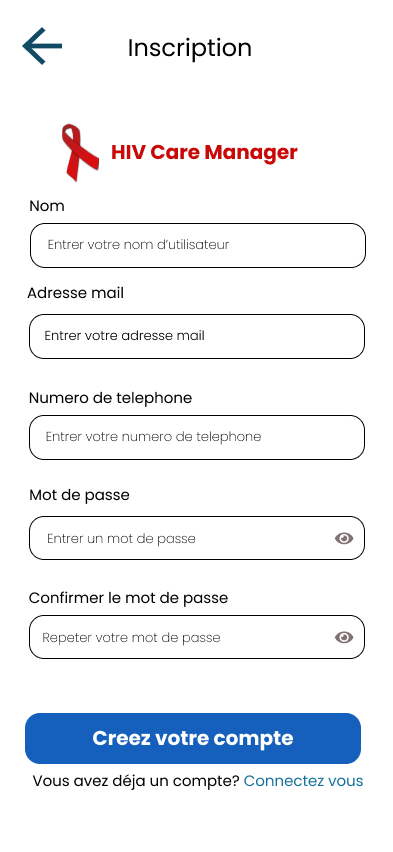 Inscription
HIV Care Manager
Nom
Entrer votre nom d'utilisateur
Adresse mail
Entrer votre adresse mail
Numero de telephone
Entrer votre numero de telephone
Mot de passe
Entrer un mot de passe
Confirmer le mot de passe
Repeter votre mot de passe
Creez votre compte
Vous avez déja un compte? Connectez vous